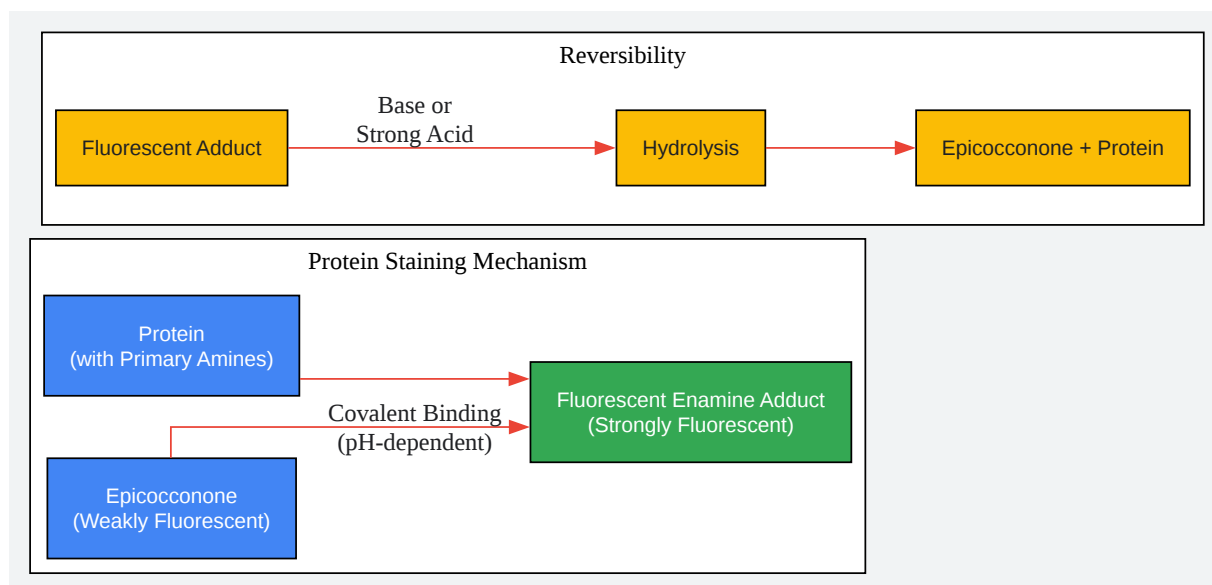 Reversibility
Fluorescent Adduct
Base or
Strong Acid
Hydrolysis
Epicocconone + Protein
Protein Staining Mechanism
Protein
(with Primary Amines)
Covalent Binding
(pH-dependent)
Fluorescent Enamine Adduct
(Strongly Fluorescent)
Epicocconone
(Weakly Fluorescent)